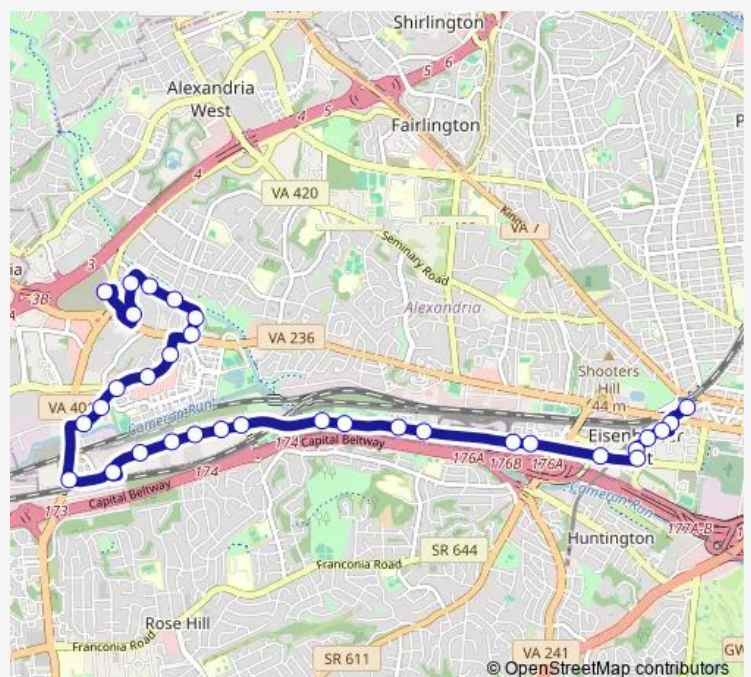 Shirlington
5
6
Alexandria
West
4
5
Fairlington
4
VA 420
King
VA 7
3
Seminary Road
3B
Alexandria
VA 236
Shooters
Hill
44 m
VA 401
Cameron Run
174
Capital Beltway
176A
176B
176A
174
Capital Beltway
Cameron Run
173
177A-B
Huntington
SR 644
Franconia Road
Rose Hill
Franconia Road
SR 611
VA 241
GW
© OpenStreetMap contributors